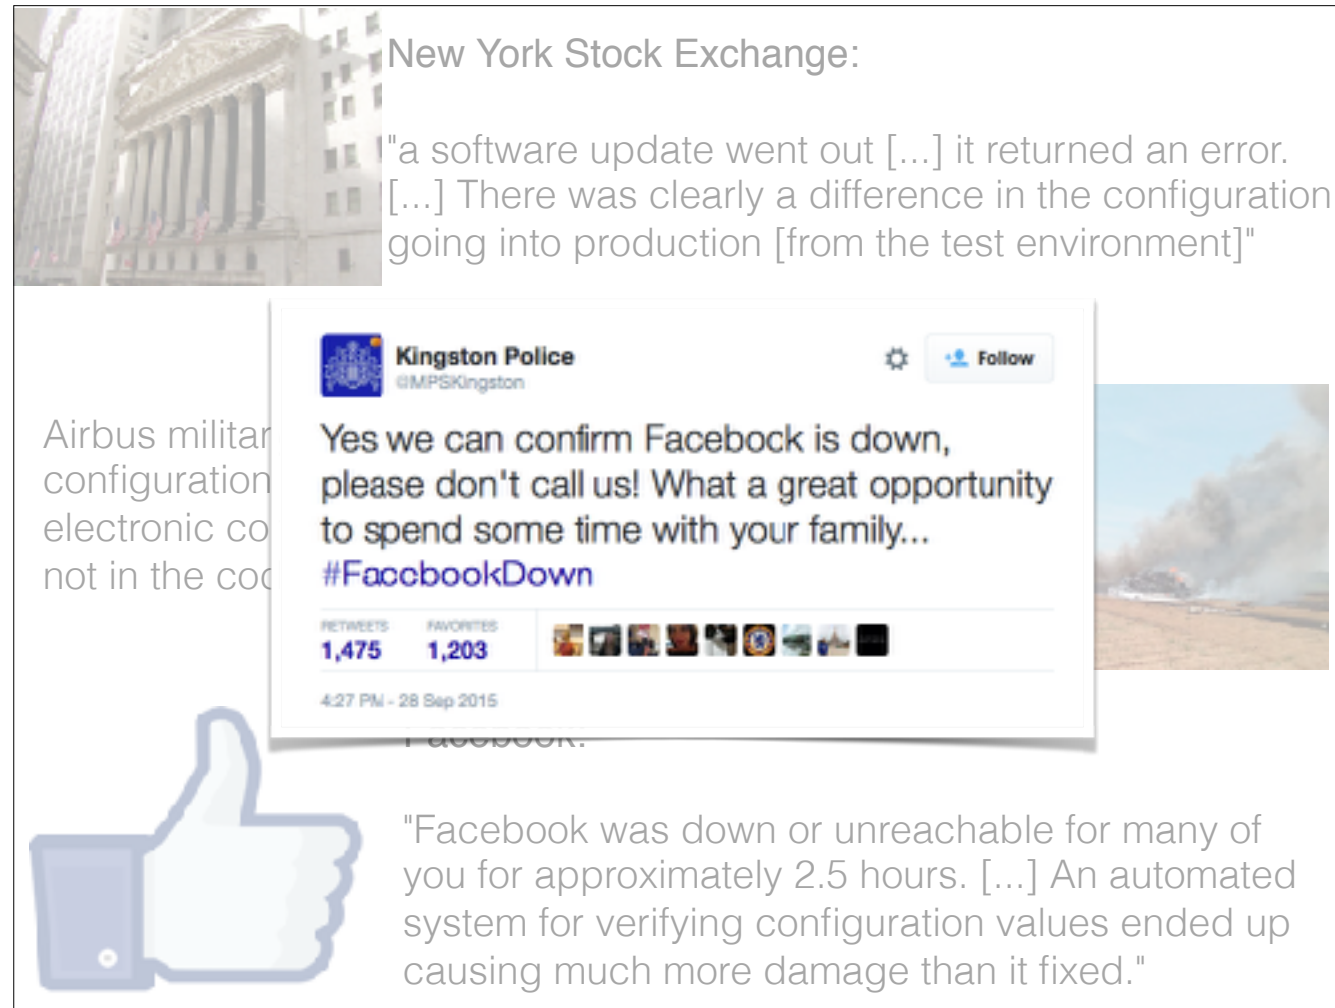 New York Stock Exchange:
"a software update went out [...] it returned an error.
[...] There was clearly a difference in the configuration
going into production [from the test environment]"
Kingston Police
@MPSKingston
Follow
Yes we can confirm Facebook is down,
please don't call us! What a great opportunity
to spend some time with your family...
#FacebookDown
RETWEETS FAVORITES
1,475 1,203
4:27 PM - 28 Sep 2015
Airbus
configuration
electronic
not in the
Facebook:
"Facebook was down or unreachable for many of
you for approximately 2.5 hours. [...] An automated
system for verifying configuration values ended up
causing much more damage than it fixed."